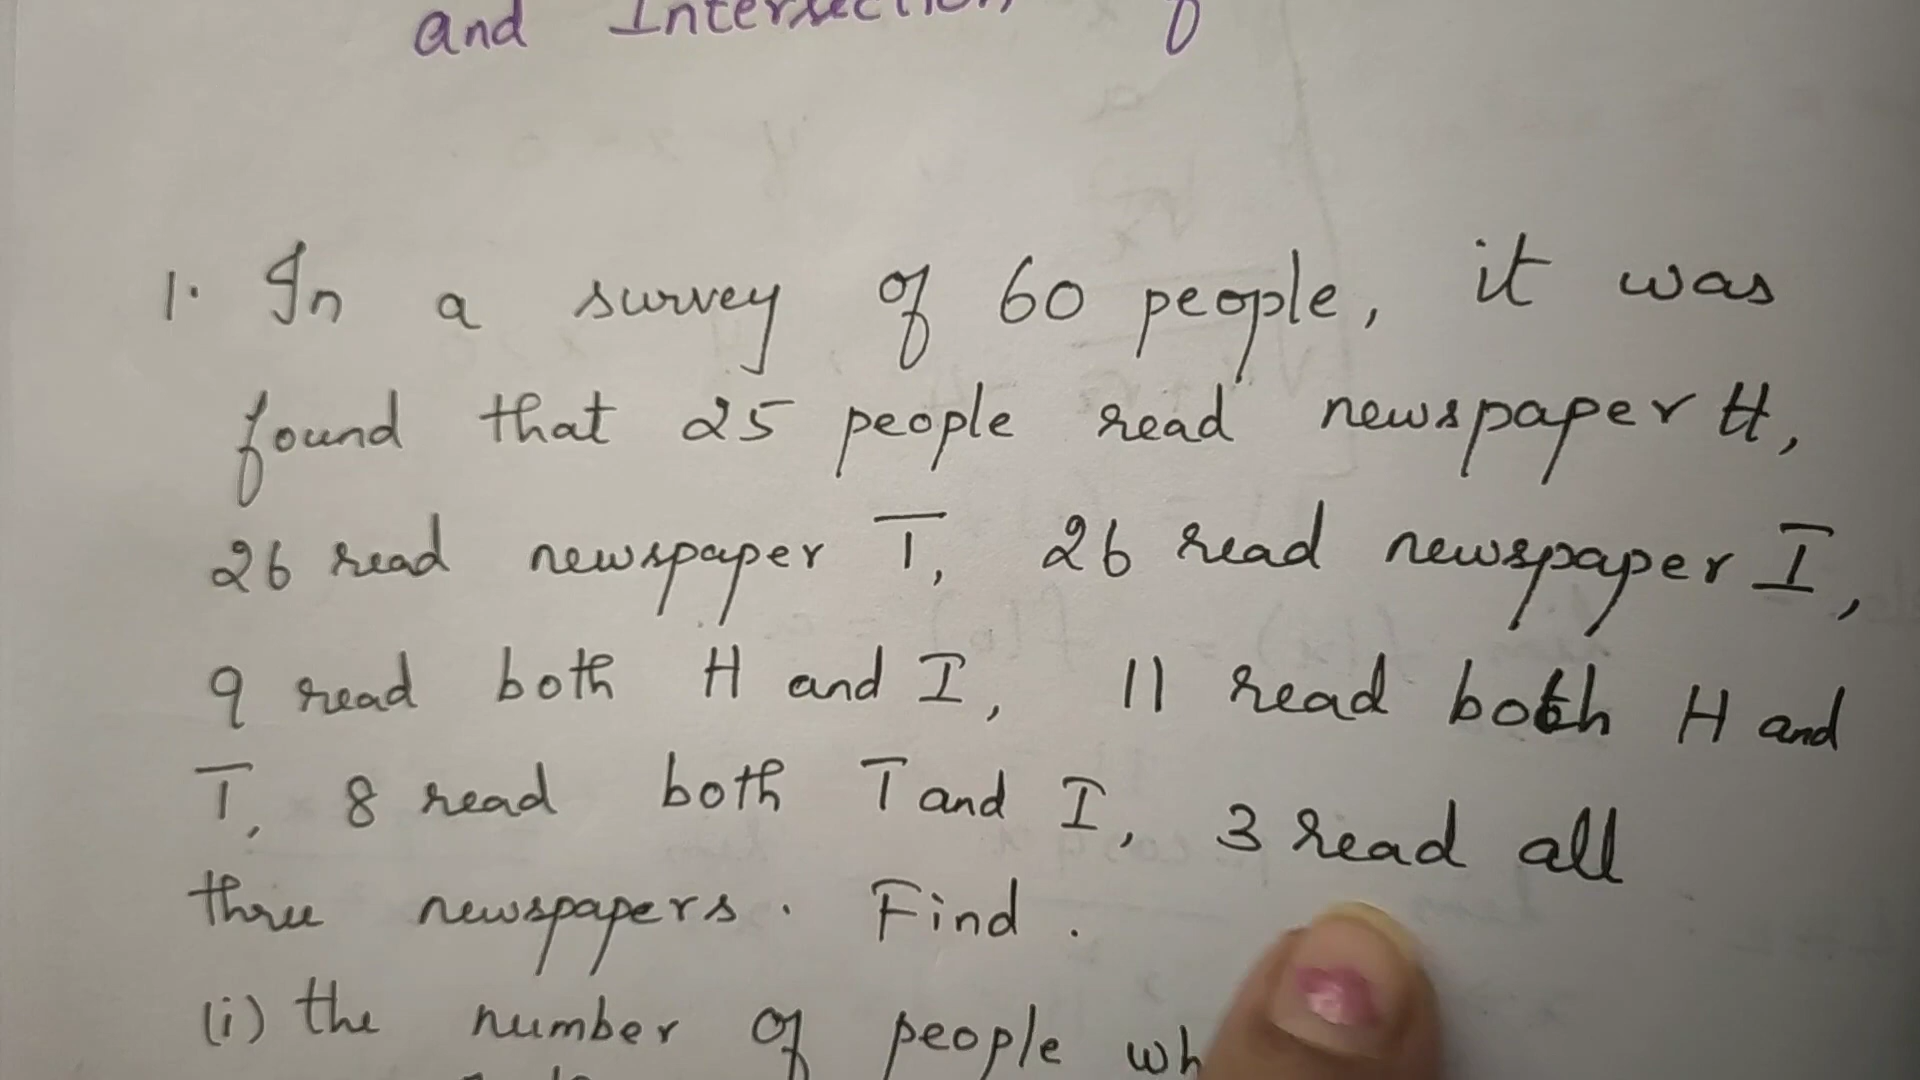 and Intersection of
1. In a survey of 60 people, it was
found that 25 people read newspaper H,
26 read newspaper T, 26 read newspaper I,
9 read both H and I, 11 read both H and
T, 8 read both T and I, 3 read all
three newspapers. Find.
(i) the number of people